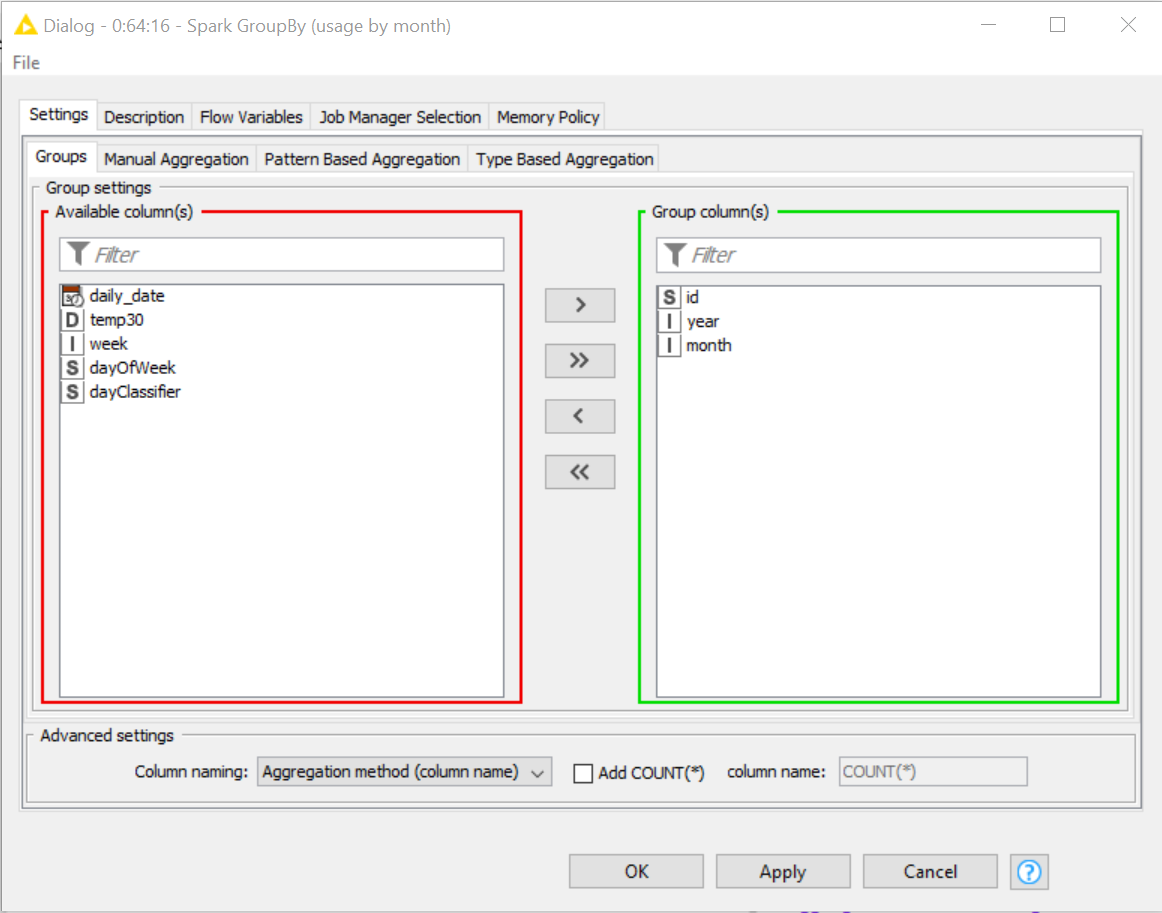 Dialog - 0:64:16 - Spark GroupBy (usage by month)
File
Settings Description Flow Variables Job Manager Selection Memory Policy
Groups Manual Aggregation Pattern Based Aggregation Type Based Aggregation
Group settings
Available column(s) Group column(s)
Filter Filter
daily_date
D temp30
I week
S dayOfWeek
S dayClassifier
>
>>
<
<<
S id
I year
I month
Advanced settings
Column naming: Aggregation method (column name) Add COUNT(*) column name: COUNT(*)
OK Apply Cancel ?